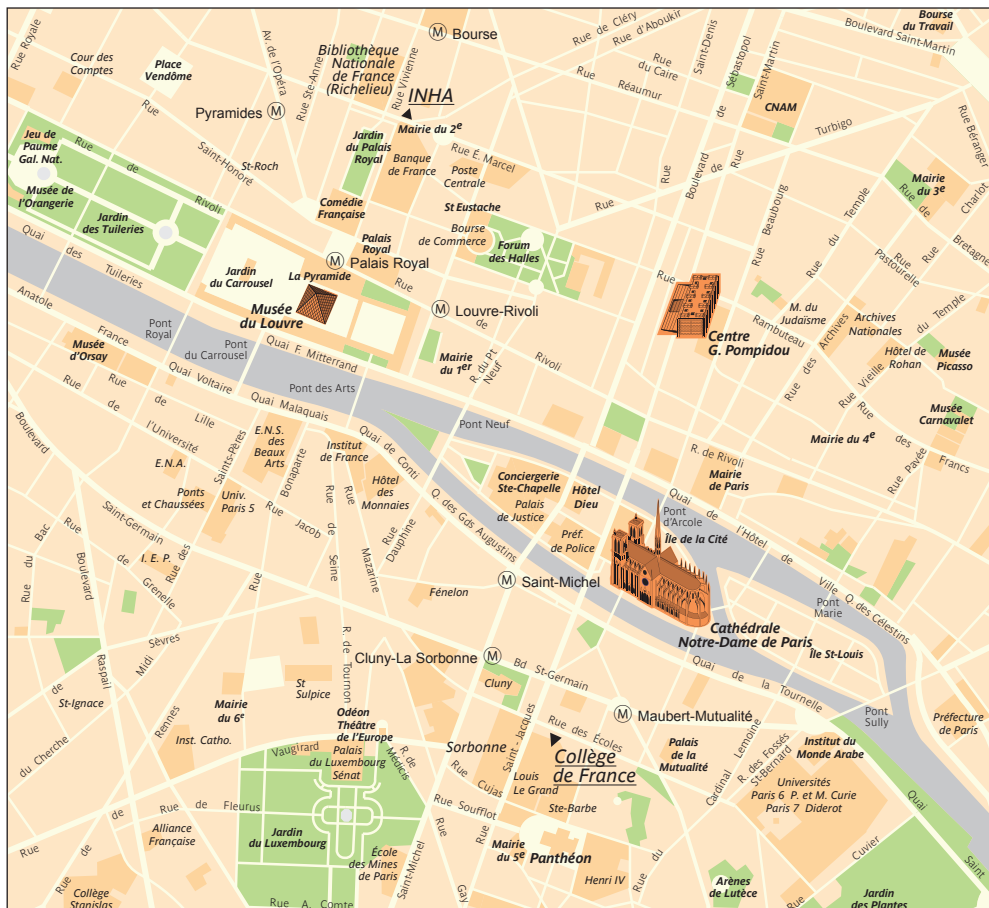 Rue Royale
Cour des
Comptes
Place
Vendôme
Av. de l'Opéra
Rue Ste-Anne
Bibliothèque
Nationale
de France
(Richelieu)
Rue Vivienne
M Bourse
Rue de Cléry
Rue d'Aboukir
Rue
du Caire
Rue
Réaumur
Saint-Denis
Sébastopol
Saint-Martin
Boulevard Saint-Martin
Bourse
du Travail
Pyramides M
INHA
Mairie du 2e
CNAM
Turbigo
Rue Béranger
Jeu de
Paume
Gal. Nat.
Rue
de
Rivoli
Rue
Saint-Honoré
St-Roch
Jardin
du Palais
Royal
Banque
de France
Rue É. Marcel
Poste
Centrale
Rue
Boulevard
de
Rue
de
Rue
Mairie
du 3e
Rue de
Charlot
Bretagne
Musée de
l'Orangerie
Jardin
des Tuileries
Comédie
Française
St Eustache
Bourse
de Commerce
Forum
des Halles
Rue
Beaubourg
Rue
du
Temple
Rue
Pastourelle
Rue
Quai
des
Tuileries
Palais
Royal
M Palais Royal
Jardin
du Carrousel
La Pyramide
Musée
du Louvre
Rue
de
Rivoli
M Louvre-Rivoli
Rue
Rambuteau
Centre
G. Pompidou
M. du
Judaïsme
Rue des Archives
Archives
Nationales
du Temple
Hôtel de
Rohan
Rue Vieille
Musée
Picasso
Anatole
France
Pont
Royal
Pont
du Carrousel
Quai F. Mitterrand
Mairie
du 1er
R. du Pt
Neuf
Musée
d'Orsay
Quai Voltaire
Pont des Arts
Quai Malaquais
Pont Neuf
Rue
de
Lille
Rue
de
l'Université
Musée
Carnavalet
Mairie du 4e
Rue
des
Francs
Rue Pavée
Boulevard
Saints-Pères
E.N.S.
des
Beaux
Arts
Bonaparte
Institut
de France
Quai de Conti
Hôtel
des
Monnaies
Q. des Gds Augustins
Conciergerie
Ste-Chapelle
Palais
de Justice
Hôtel
Dieu
Préf.
de Police
R. de Rivoli
Mairie
de Paris
E.N.A.
Ponts
et Chaussées
Univ.
Paris 5
Rue
Jacob
Rue
de
Seine
Rue
Mazarine
Rue
Dauphine
Quai
de
l'Hôtel
de
Ville
Pont
d'Arcole
Île de la Cité
Rue du Bac
Rue
Saint-Germain
de
Grenelle
I. E. P.
Rue des
Boulevard
Raspail
Rue
M Saint-Michel
Fénelon
Q. des Célestins
Pont
Marie
Cathédrale
Notre-Dame de Paris
Île St-Louis
Sèvres
Midi
R. de Tournon
Cluny-La Sorbonne M
Bd St-Germain
Quai
de
la
Tournelle
de
St-Ignace
du Cherche
Rennes
Mairie
du 6e
St
Sulpice
Inst. Catho.
Odéon
Théâtre
de l'Europe
Cluny
Saint-Jacques
Rue des Écoles
M Maubert-Mutualité
Pont
Sully
Préfecture
de Paris
Vaugirard
Palais
du Luxembourg
Sénat
R. de
Médicis
Sorbonne
Rue Cujas
Collège
de France
Palais
de la
Mutualité
Cardinal
Lemoine
R. des Fossés
St-Bernard
Institut du
Monde Arabe
Universités
Paris 6 P. et M. Curie
Paris 7 Diderot
Quai
Saint
Louis
Le Grand
Ste-Barbe
Rue
de
Rue
de
Fleurus
Rue Soufflot
Alliance
Française
Jardin
du Luxembourg
École
des Mines
de Paris
Rue
Saint-Michel
Rue
Gay
Mairie
du 5e
Panthéon
Henri IV
Rue
du
Cuvier
Rue
de
Collège
Stanislas
Rue A. Comte
Arènes
de Lutèce
Rue
Jardin
des Plantes